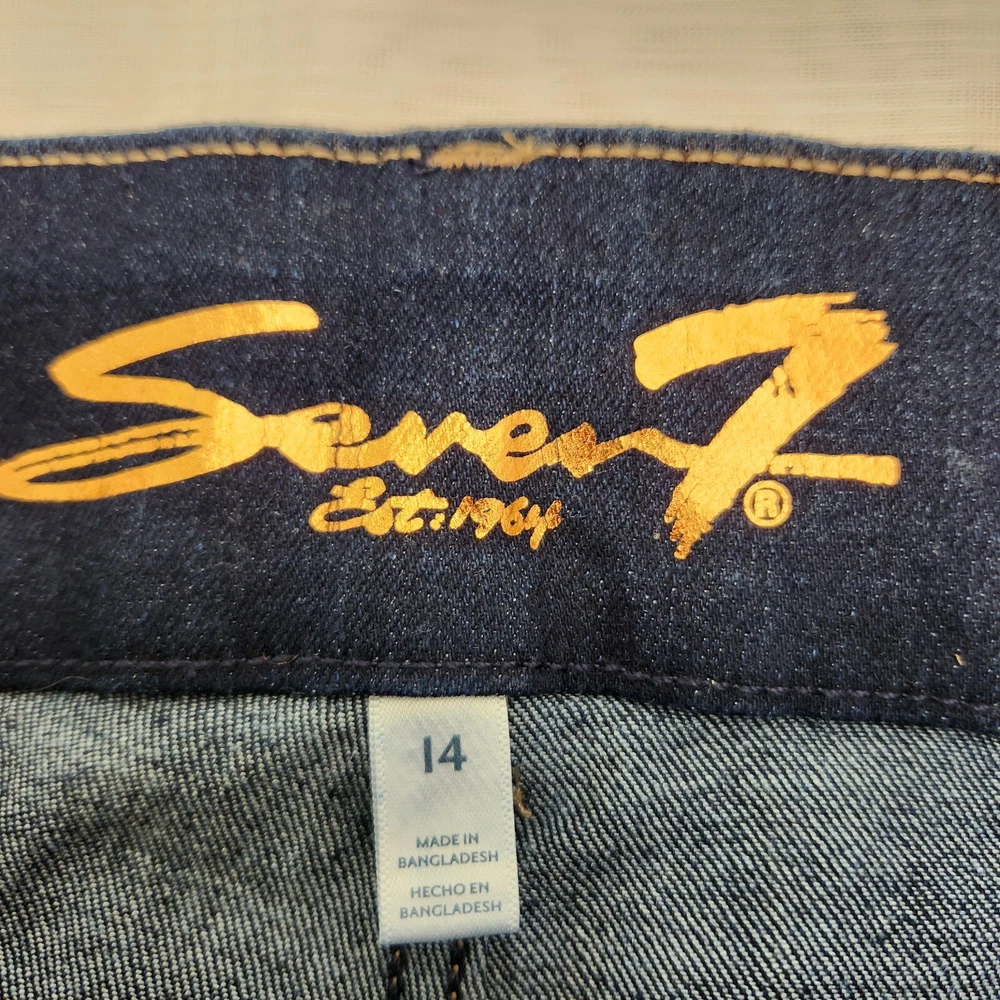 Seven7®
Est. 1964
14
MADE IN
BANGLADESH
HECHO EN
BANGLADESH